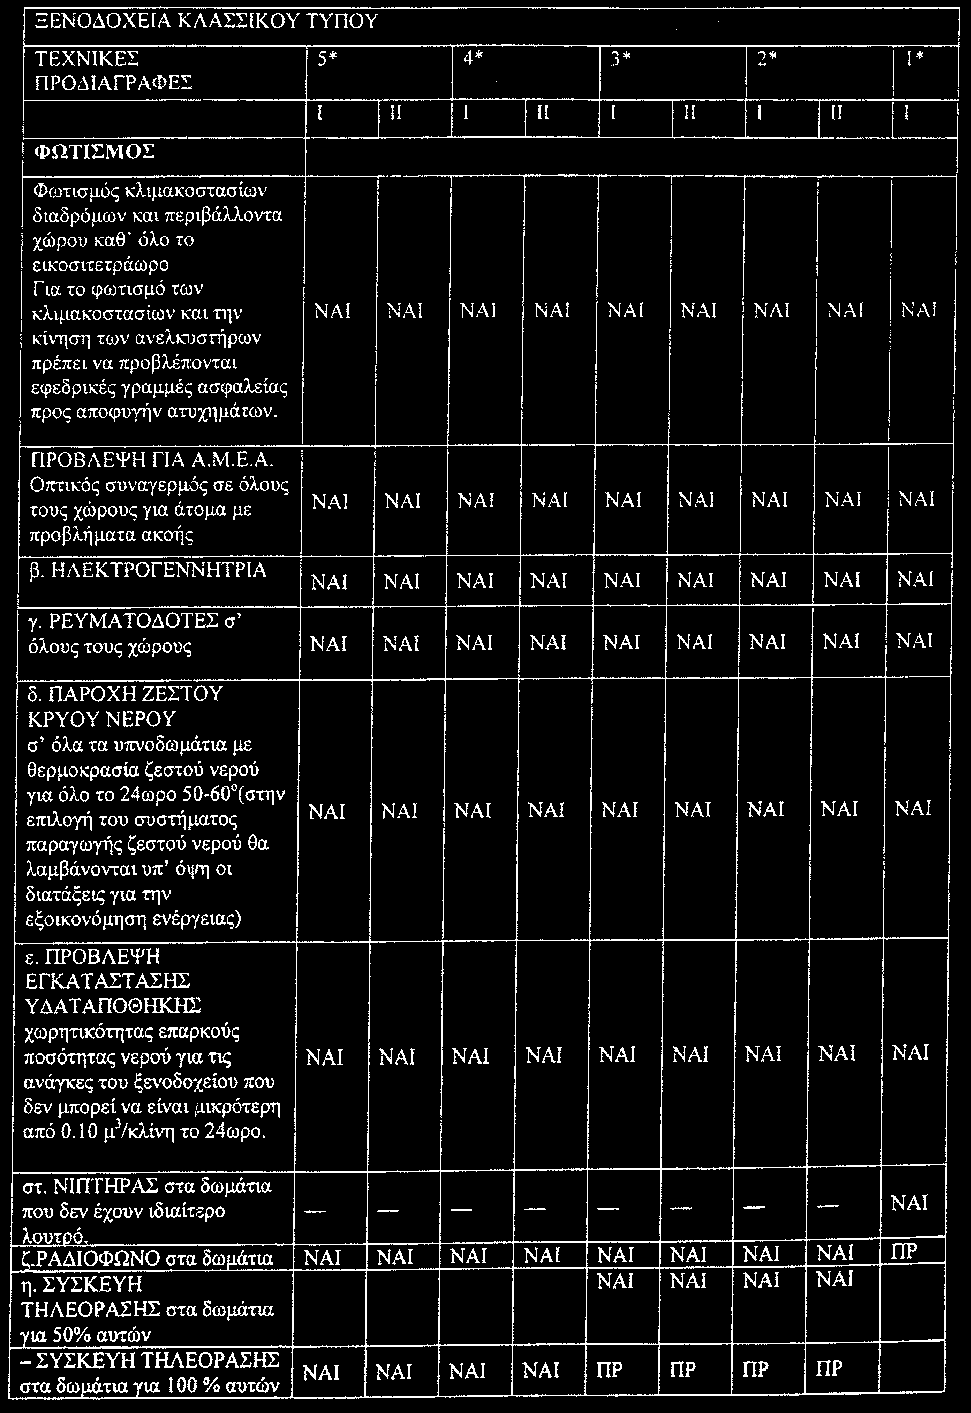 ΞΕΝΟΔΟΧΕΙΑ ΚΛΑΣΣΙΚΟΥ ΤΥΠΟΥ
ΤΕΧΝΙΚΕΣ 5* 4* 3* 2* 1*
ΠΡΟΔΙΑΓΡΑΦΕΣ
I II I II I II I II I
ΦΩΤΙΣΜΟΣ
Φωτισμός κλιμακοστασίων
διαδρόμων και περιβάλλοντα
χώρου καθ' όλο το
εικοσιτετράωρο
Για το φωτισμό των
κλιμακοστασίων και την ΝΑΙ ΝΑΙ ΝΑΙ ΝΑΙ ΝΑΙ ΝΑΙ ΝΑΙ ΝΑΙ ΝΑΙ
κίνηση των ανελκυστήρων
πρέπει να προβλέπονται
εφεδρικές γραμμές ασφαλείας
προς αποφυγήν ατυχημάτων.
ΠΡΟΒΛΕΨΗ ΓΙΑ Α.Μ.Ε.Α.
Οπτικός συναγερμός σε όλους
τους χώρους για άτομα με ΝΑΙ ΝΑΙ ΝΑΙ ΝΑΙ ΝΑΙ ΝΑΙ ΝΑΙ ΝΑΙ ΝΑΙ
προβλήματα ακοής
β. ΗΛΕΚΤΡΟΓΕΝΝΗΤΡΙΑ ΝΑΙ ΝΑΙ ΝΑΙ ΝΑΙ ΝΑΙ ΝΑΙ ΝΑΙ ΝΑΙ ΝΑΙ
γ. ΡΕΥΜΑΤΟΔΟΤΕΣ σ'
όλους τους χώρους ΝΑΙ ΝΑΙ ΝΑΙ ΝΑΙ ΝΑΙ ΝΑΙ ΝΑΙ ΝΑΙ ΝΑΙ
δ. ΠΑΡΟΧΗ ΖΕΣΤΟΥ
ΚΡΥΟΥ ΝΕΡΟΥ
σ' όλα τα υπνοδωμάτια με
θερμοκρασία ζεστού νερού
για όλο το 24ωρο 50-60°(στην
επιλογή του συστήματος ΝΑΙ ΝΑΙ ΝΑΙ ΝΑΙ ΝΑΙ ΝΑΙ ΝΑΙ ΝΑΙ ΝΑΙ
παραγωγής ζεστού νερού θα
λαμβάνονται υπ' όψη οι
διατάξεις για την
εξοικονόμηση ενέργειας)
ε. ΠΡΟΒΛΕΨΗ
ΕΓΚΑΤΑΣΤΑΣΗΣ
ΥΔΑΤΑΠΟΘΗΚΗΣ
χωρητικότητας επαρκούς
ποσότητας νερού για τις ΝΑΙ ΝΑΙ ΝΑΙ ΝΑΙ ΝΑΙ ΝΑΙ ΝΑΙ ΝΑΙ ΝΑΙ
ανάγκες του ξενοδοχείου που
δεν μπορεί να είναι μικρότερη
από 0.10 μ³/κλίνη το 24ωρο.
στ. ΝΙΠΤΗΡΑΣ στα δωμάτια
που δεν έχουν ιδιαίτερο — — — — — — — — ΝΑΙ
λουτρό.
ζ.ΡΑΔΙΟΦΩΝΟ στα δωμάτια ΝΑΙ ΝΑΙ ΝΑΙ ΝΑΙ ΝΑΙ ΝΑΙ ΝΑΙ ΝΑΙ ΠΡ
η. ΣΥΣΚΕΥΗ ΝΑΙ ΝΑΙ ΝΑΙ ΝΑΙ
ΤΗΛΕΟΡΑΣΗΣ στα δωμάτια
για 50% αυτών
– ΣΥΣΚΕΥΗ ΤΗΛΕΟΡΑΣΗΣ ΝΑΙ ΝΑΙ ΝΑΙ ΝΑΙ ΠΡ ΠΡ ΠΡ ΠΡ
στα δωμάτια για 100 % αυτών